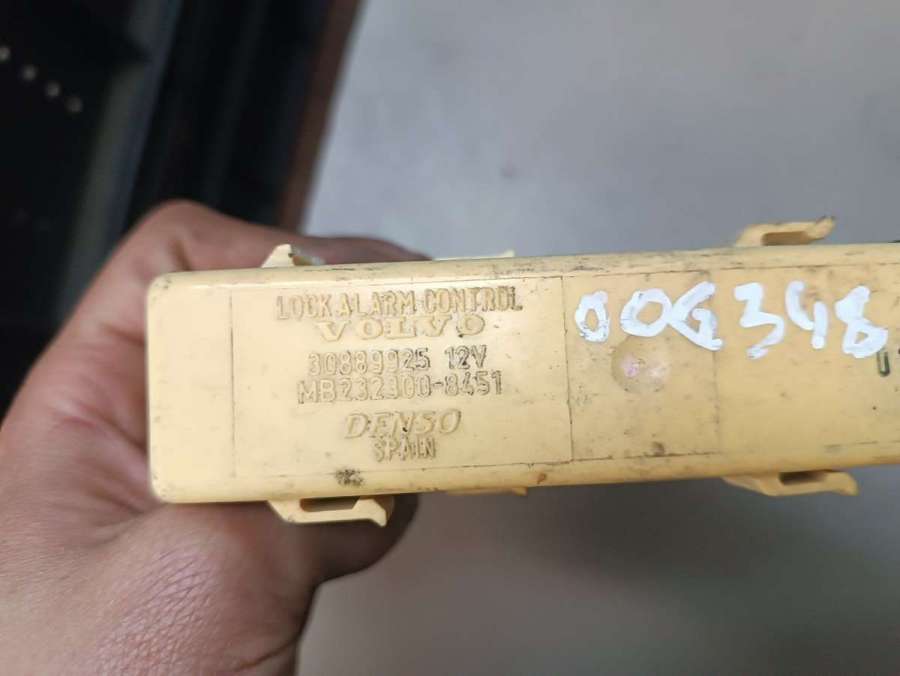 LOCK ALARM CONTROL
VOLVO
30889925 12V
MB232300-8451
DENSO
SPAIN
00G348